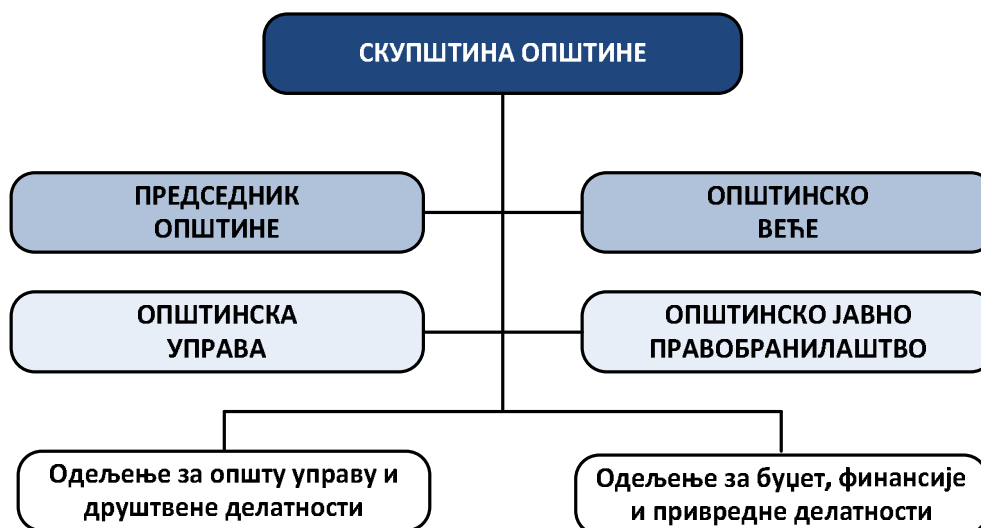 СКУПШТИНА ОПШТИНЕ
ПРЕДСЕДНИК
ОПШТИНЕ
ОПШТИНСКО
ВЕЋЕ
ОПШТИНСКА
УПРАВА
ОПШТИНСКО ЈАВНО
ПРАВОБРАНИЛАШТВО
Одељење за општу управу и
друштвене делатности
Одељење за буџет, финансије
и привредне делатности